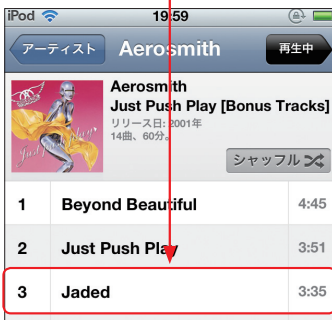 iPod 19:59
アーティスト Aerosmith 再生中
Aerosmith
Just Push Play [Bonus Tracks]
リリース日: 2001年
14曲、60分。
シャッフル
1 Beyond Beautiful 4:45
2 Just Push Play 3:51
3 Jaded 3:35